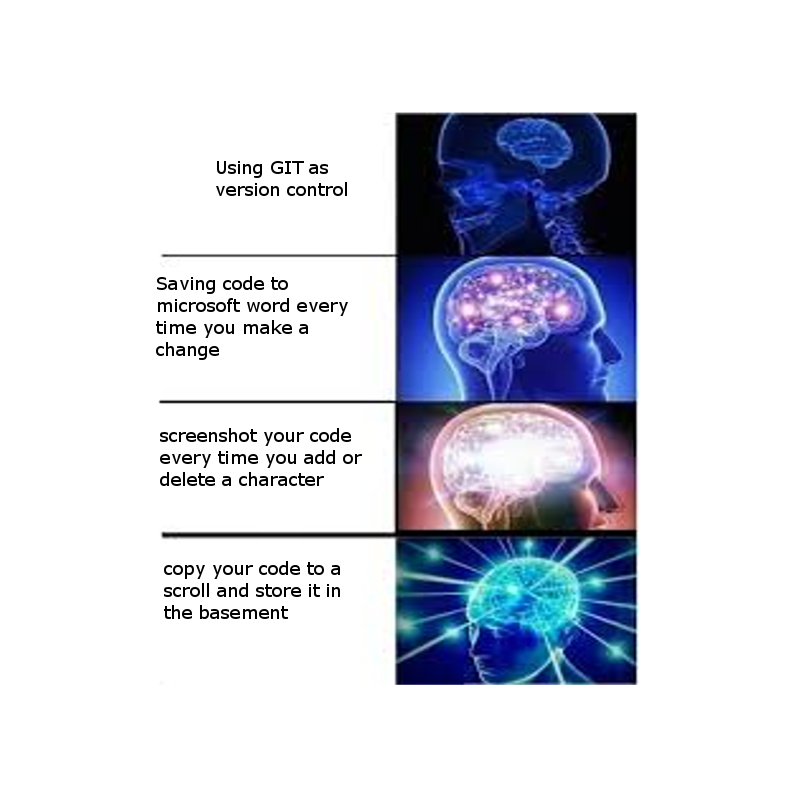 Using GIT as
version control
Saving code to
microsoft word every
time you make a
change
screenshot your code
every time you add or
delete a character
copy your code to a
scroll and store it in
the basement